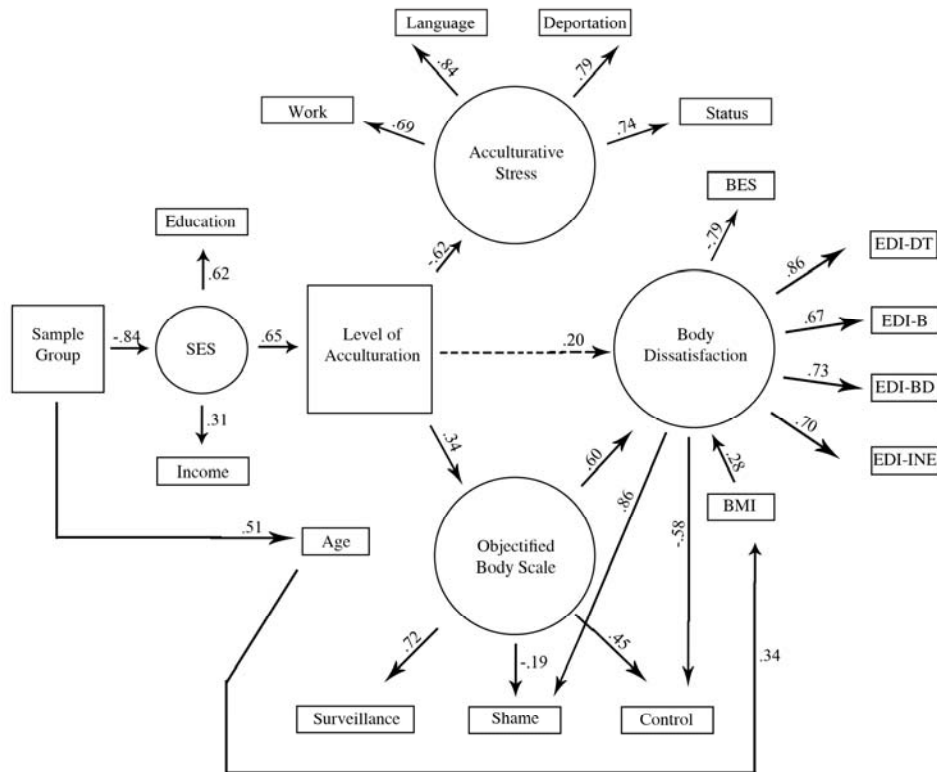 Language
Deportation
.84
.79
Work
.69
.74
Status
Acculturative
Stress
BES
Education
-.62
-.79
EDI-DT
.86
.62
Sample
Group
-.84
SES
.65
Level of
Acculturation
.20
Body
Dissatisfaction
.67
EDI-B
.73
EDI-BD
.31
.34
.70
EDI-INE
Income
.60
.86
-.58
.28
BMI
.51
Age
Objectified
Body Scale
.72
-.19
.45
.34
Surveillance
Shame
Control